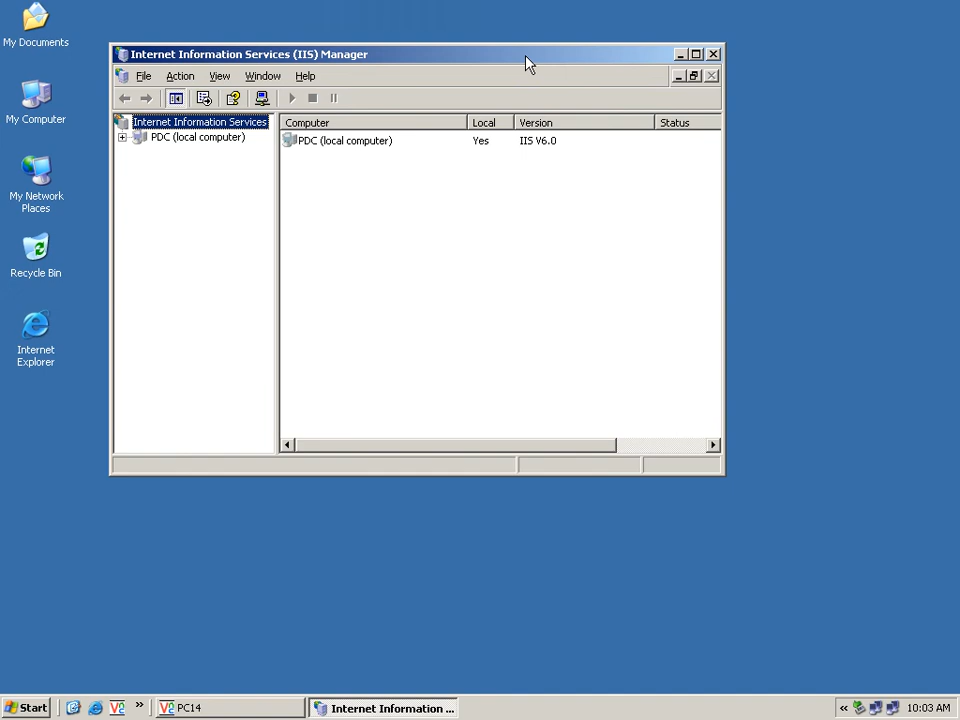 My Documents
My Computer
My Network
Places
Recycle Bin
Internet
Explorer
Internet Information Services (IIS) Manager
File Action View Window Help
Internet Information Services
PDC (local computer)
Computer Local Version Status
PDC (local computer) Yes IIS V6.0
Start V2 » V2 PC14 Internet Information ... « 10:03 AM